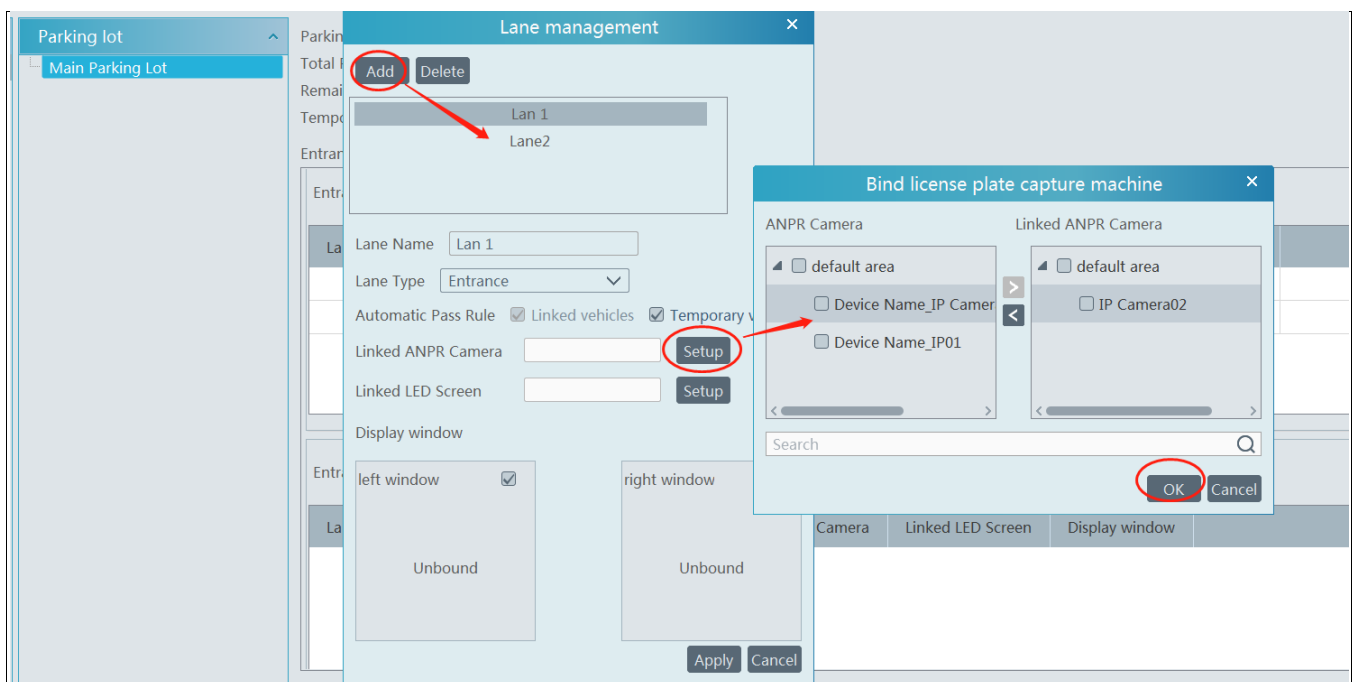 Parking lot
Main Parking Lot
Parkin
Total
Remai
Tempo
Entran
Entr
La
Entr
La
Lane management
Add Delete
Lan 1
Lane2
Lane Name Lan 1
Lane Type Entrance
Automatic Pass Rule Linked vehicles Temporary v
Linked ANPR Camera Setup
Linked LED Screen Setup
Display window
left window right window
Unbound Unbound
Apply Cancel
Bind license plate capture machine
ANPR Camera Linked ANPR Camera
default area default area
Device Name_IP Camer IP Camera02
Device Name_IP01
Search
OK Cancel
Camera Linked LED Screen Display window